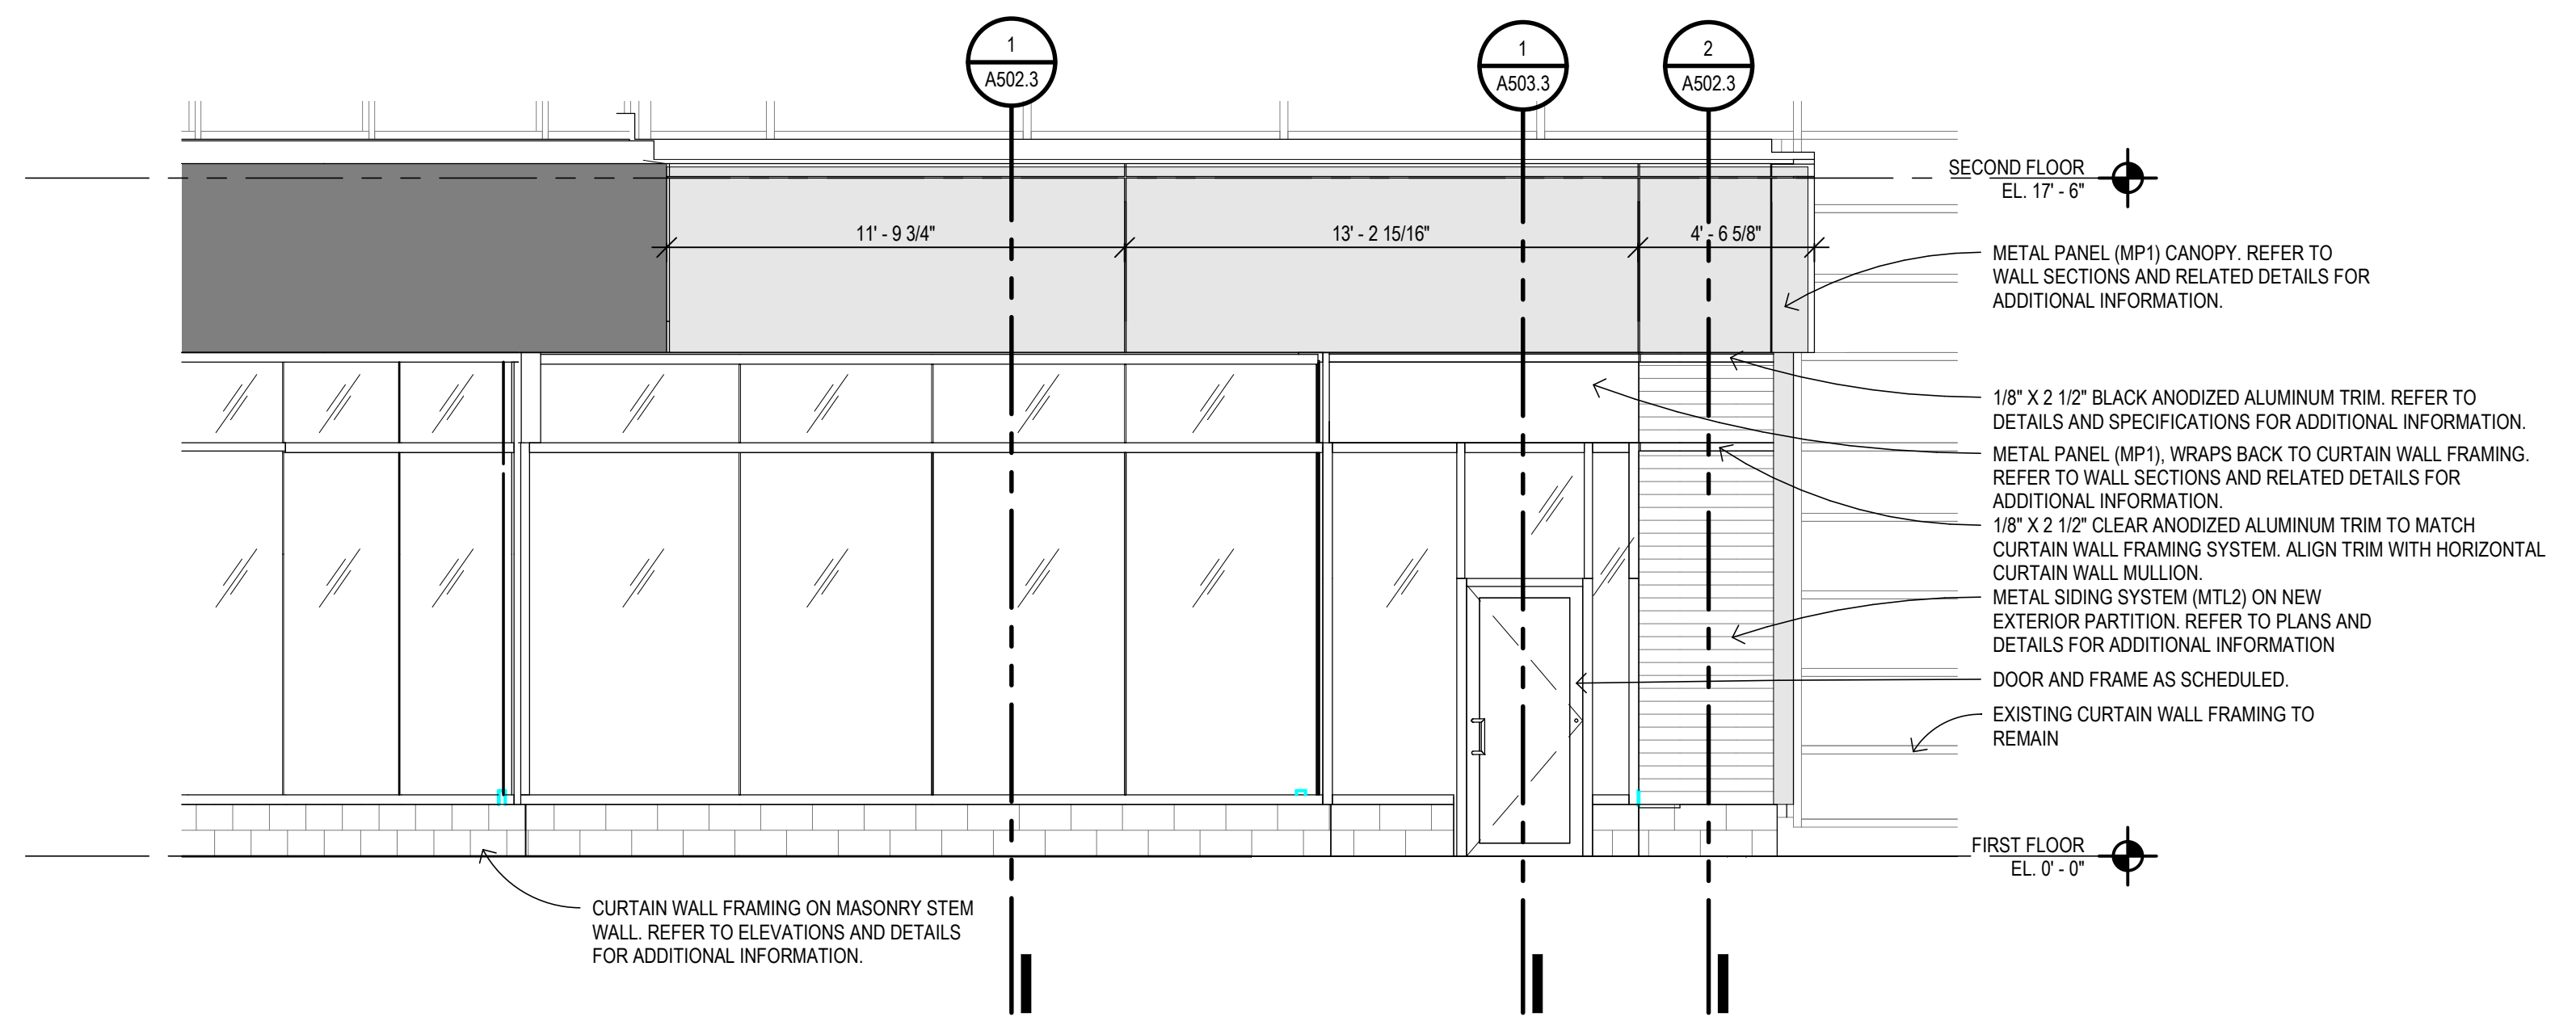 1
A502.3
1
A503.3
2
A502.3
SECOND FLOOR
EL. 17' - 6"
11' - 9 3/4"
13' - 2 15/16"
4' - 6 5/8"
METAL PANEL (MP1) CANOPY. REFER TO
WALL SECTIONS AND RELATED DETAILS FOR
ADDITIONAL INFORMATION.
1/8" X 2 1/2" BLACK ANODIZED ALUMINUM TRIM. REFER TO
DETAILS AND SPECIFICATIONS FOR ADDITIONAL INFORMATION.
METAL PANEL (MP1), WRAPS BACK TO CURTAIN WALL FRAMING.
REFER TO WALL SECTIONS AND RELATED DETAILS FOR
ADDITIONAL INFORMATION.
1/8" X 2 1/2" CLEAR ANODIZED ALUMINUM TRIM TO MATCH
CURTAIN WALL FRAMING SYSTEM. ALIGN TRIM WITH HORIZONTAL
CURTAIN WALL MULLION.
METAL SIDING SYSTEM (MTL2) ON NEW
EXTERIOR PARTITION. REFER TO PLANS AND
DETAILS FOR ADDITIONAL INFORMATION
DOOR AND FRAME AS SCHEDULED.
EXISTING CURTAIN WALL FRAMING TO
REMAIN
FIRST FLOOR
EL. 0' - 0"
CURTAIN WALL FRAMING ON MASONRY STEM
WALL. REFER TO ELEVATIONS AND DETAILS
FOR ADDITIONAL INFORMATION.